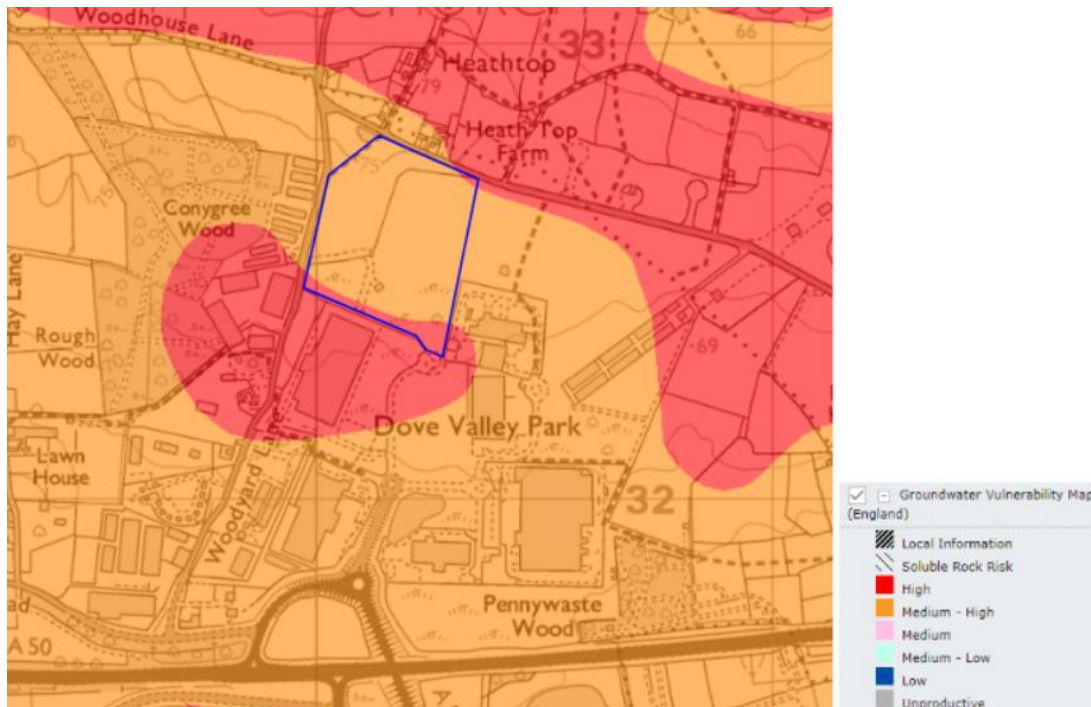 Woodhouse Lane
33
66
Heathtop
79
Heath Top
Farm
75
Conygree
Wood
Hay Lane
Rough
Wood
69
Dove Valley Park
Lawn
House
Woodyard Lane
32
Pennywaste
Wood
A 50
Groundwater Vulnerability Map
(England)
Local Information
Soluble Rock Risk
High
Medium - High
Medium
Medium - Low
Low
Unproductive